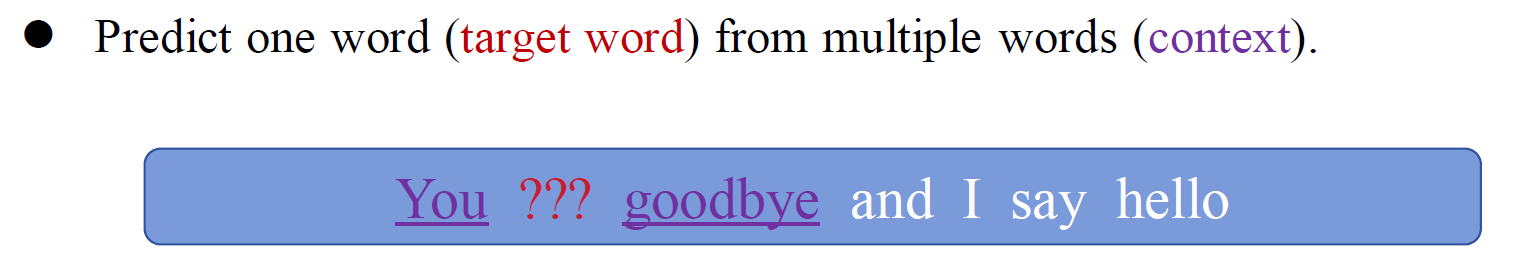 ● Predict one word (target word) from multiple words (context).
You ??? goodbye and I say hello